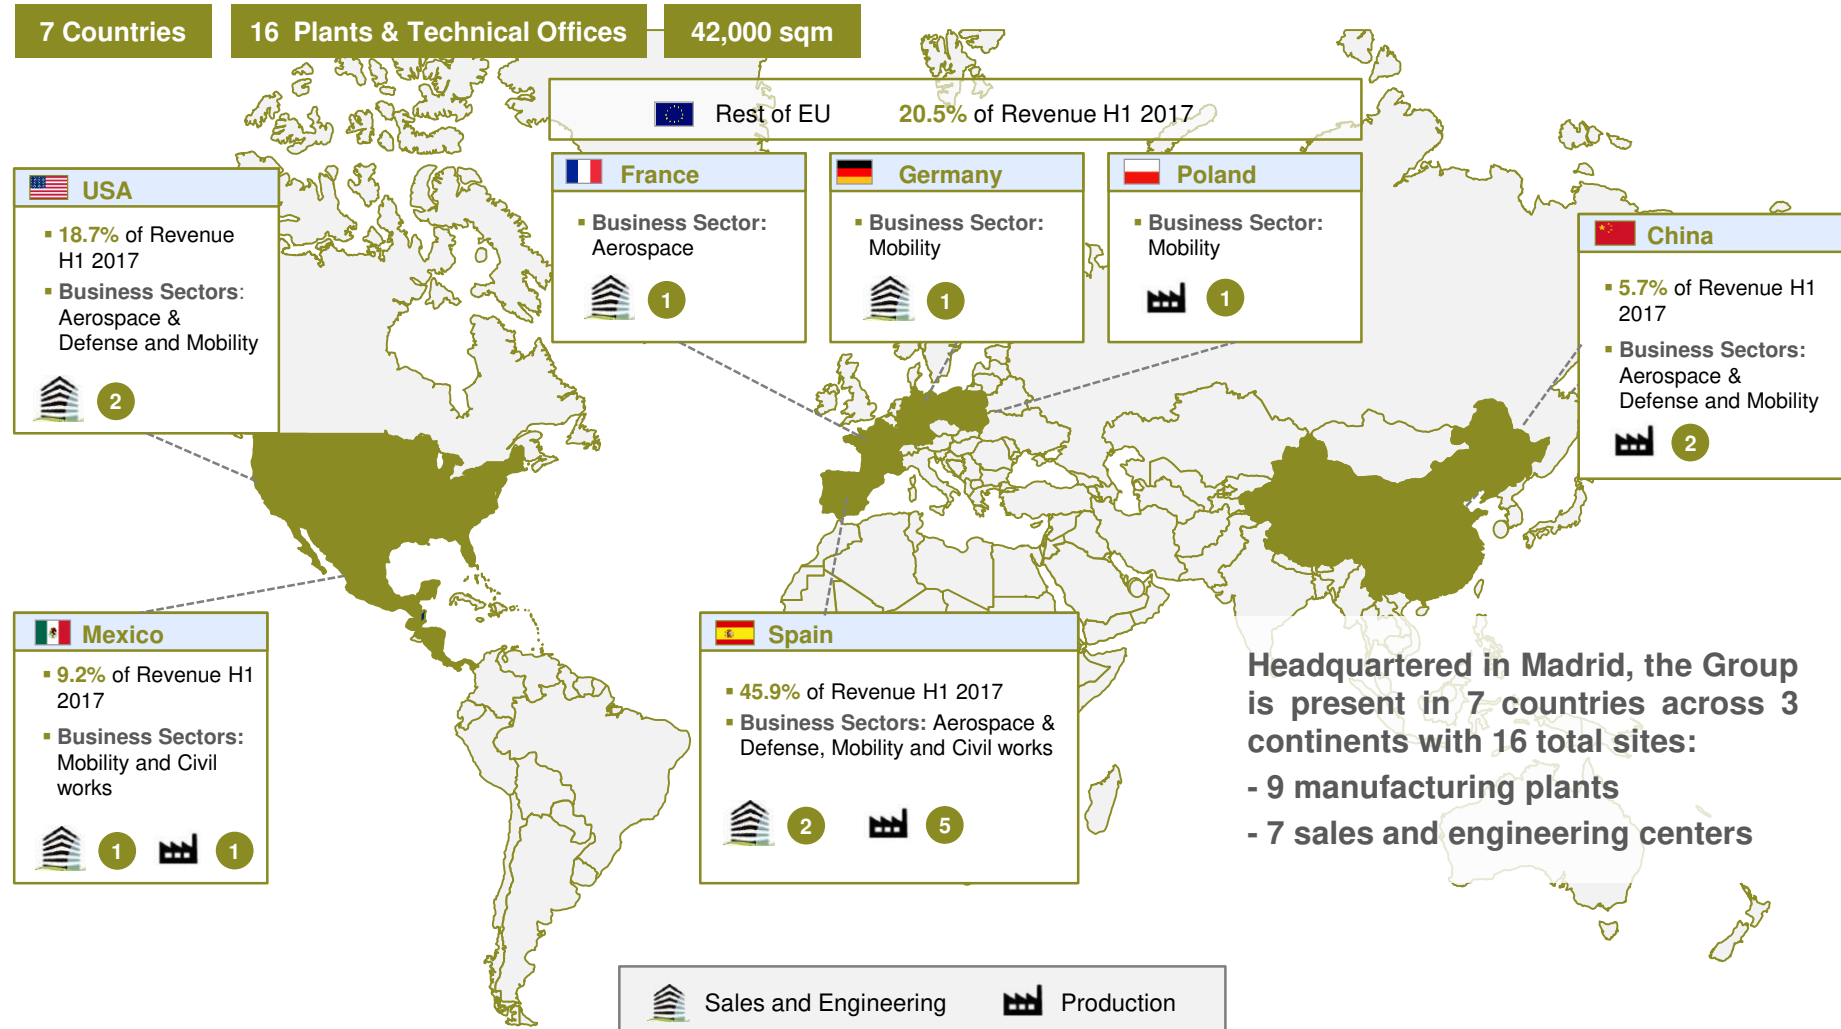 7 Countries
16 Plants & Technical Offices
42,000 sqm
Rest of EU 20.5% of Revenue H1 2017
USA
▪ 18.7% of Revenue
H1 2017
▪ Business Sectors:
Aerospace &
Defense and Mobility
2
France
▪ Business Sector:
Aerospace
1
Germany
▪ Business Sector:
Mobility
1
Poland
▪ Business Sector:
Mobility
1
China
▪ 5.7% of Revenue H1
2017
▪ Business Sectors:
Aerospace &
Defense and Mobility
2
Mexico
▪ 9.2% of Revenue H1
2017
▪ Business Sectors:
Mobility and Civil
works
1 1
Spain
▪ 45.9% of Revenue H1 2017
▪ Business Sectors: Aerospace &
Defense, Mobility and Civil works
2 5
Headquartered in Madrid, the Group
is present in 7 countries across 3
continents with 16 total sites:
- 9 manufacturing plants
- 7 sales and engineering centers
Sales and Engineering Production